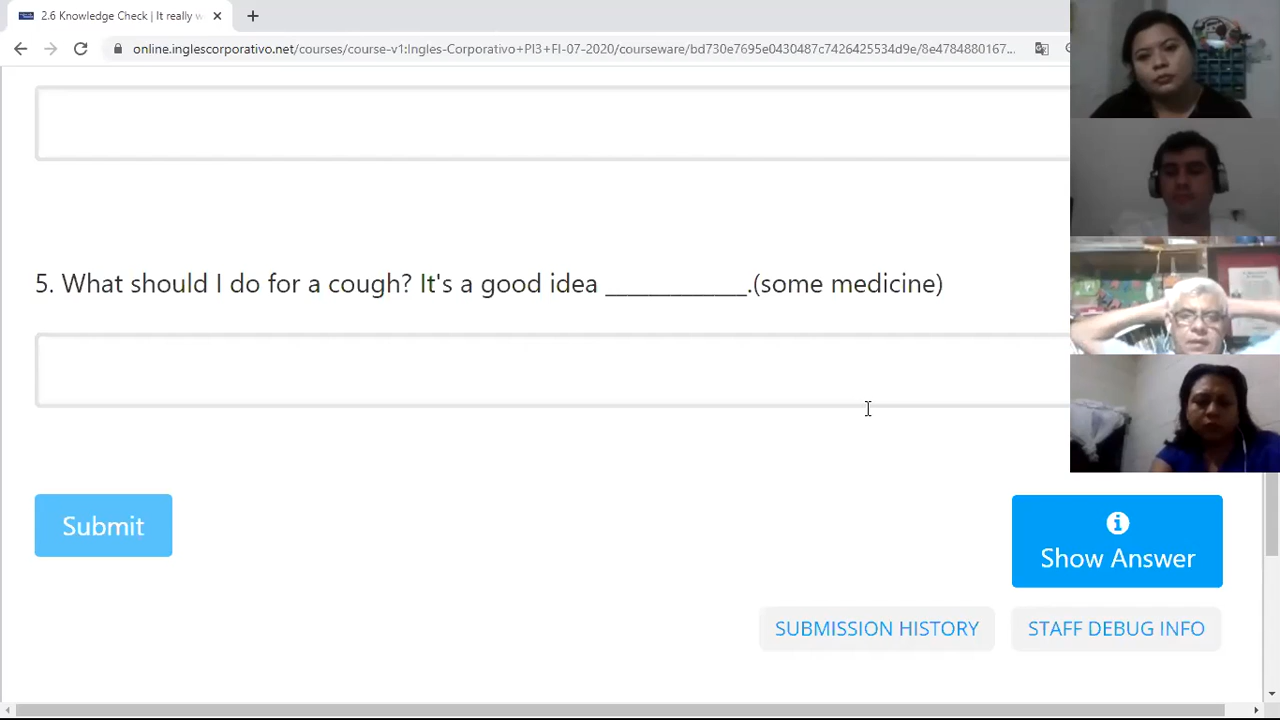 2.6 Knowledge Check | It really w
online.inglescorporativo.net/courses/course-v1:Ingles-Corporativo+PI3+FI-07-2020/courseware/bd730e7695e0430487c7426425534d9e/8e4784880167...
5. What should I do for a cough? It's a good idea ____________.(some medicine)
Submit
Show Answer
SUBMISSION HISTORY
STAFF DEBUG INFO